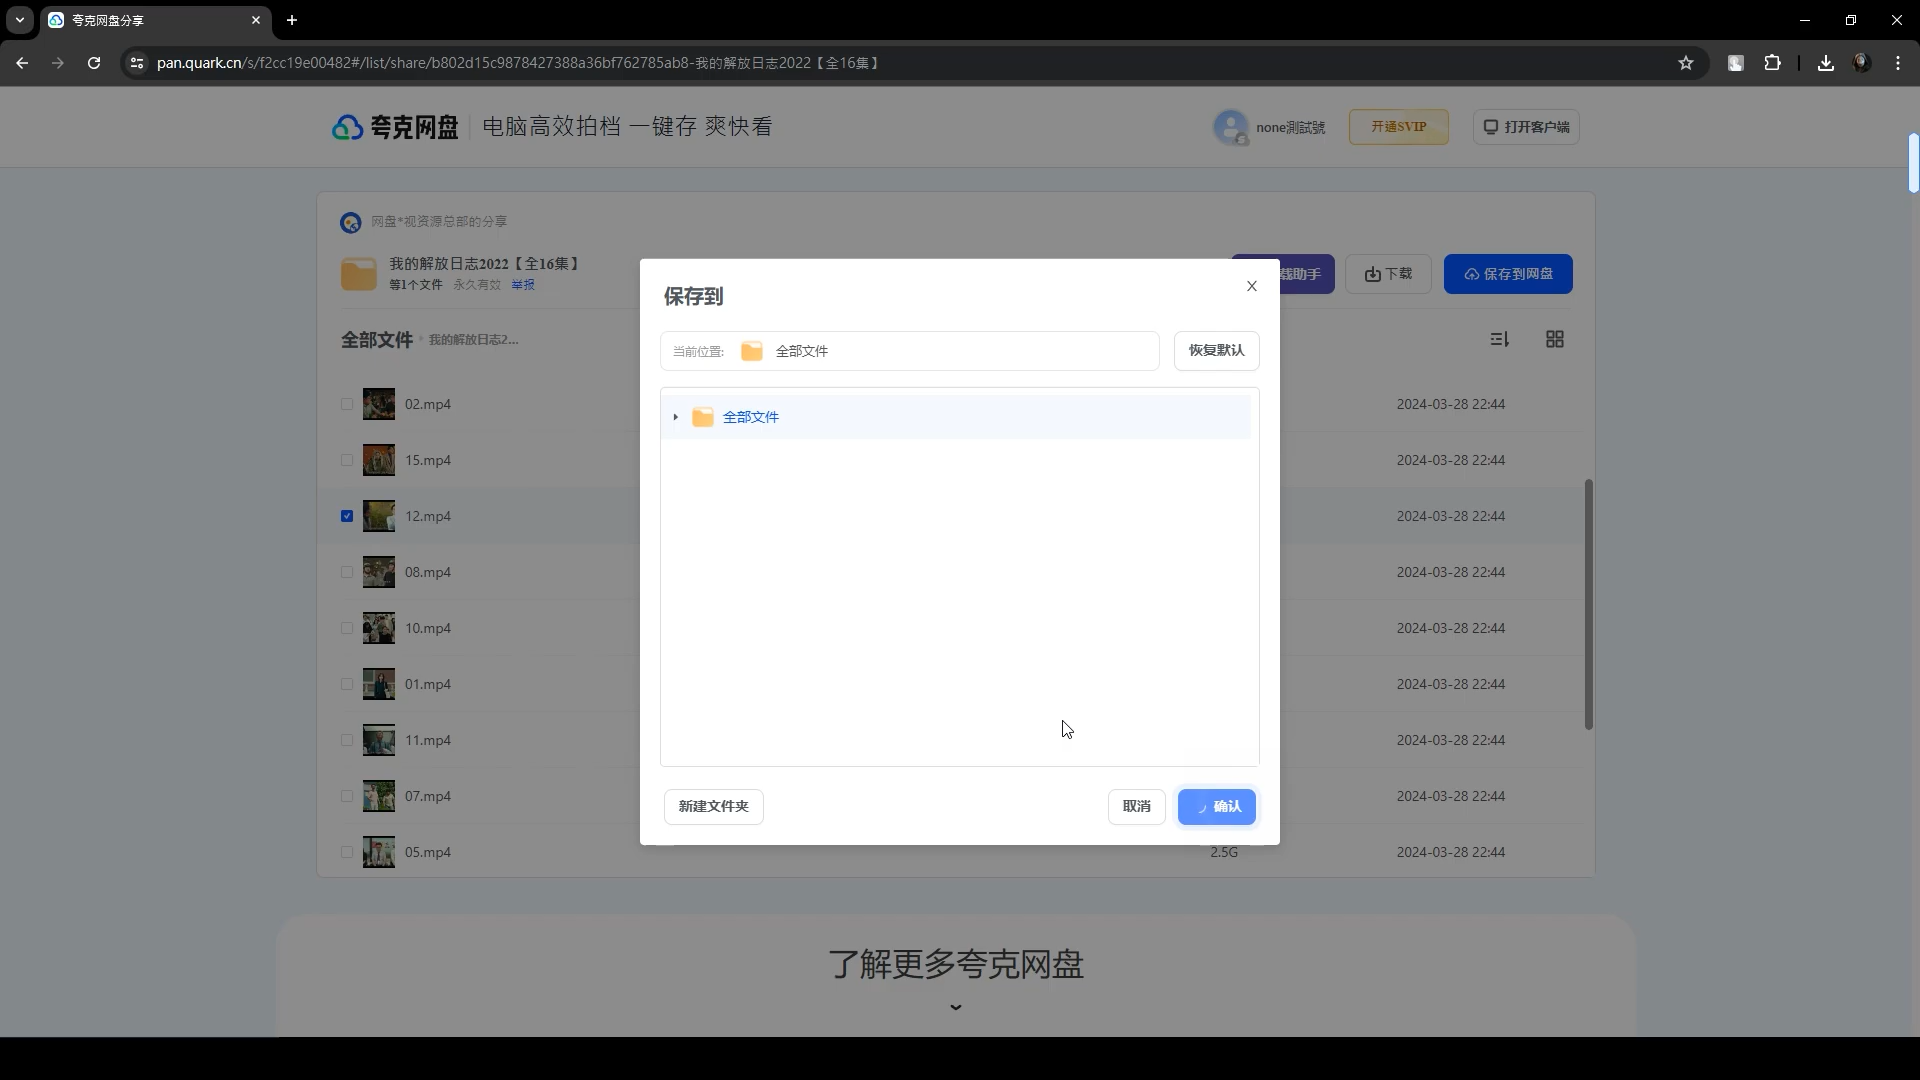 夸克网盘分享
pan.quark.cn/s/f2cc19e00482#/list/share/b802d15c9878427388a36bf762785ab8-我的解放日志2022【全16集】
夸克网盘
电脑高效拍档 一键存 爽快看
none測試號
开通SVIP
打开客户端
网盘*视资源总部的分享
我的解放日志2022【全16集】
等1个文件 永久有效 举报
载助手
下载
保存到网盘
全部文件
我的解放日志2...
02.mp4
2024-03-28 22:44
15.mp4
2024-03-28 22:44
12.mp4
2024-03-28 22:44
08.mp4
2024-03-28 22:44
10.mp4
2024-03-28 22:44
01.mp4
2024-03-28 22:44
11.mp4
2024-03-28 22:44
07.mp4
2024-03-28 22:44
05.mp4
2.5G
2024-03-28 22:44
保存到
当前位置:
全部文件
恢复默认
全部文件
新建文件夹
取消
确认
了解更多夸克网盘